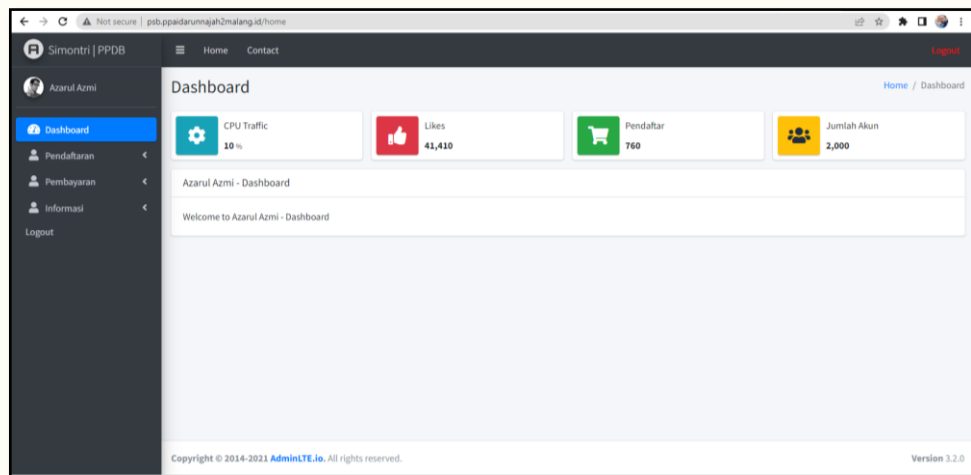 Not secure | psb.ppaidarunnajah2malang.id/home
Simontri | PPDB
Home Contact
Logout
Azarul Azmi
Dashboard
Home / Dashboard
Dashboard
Pendaftaran
Pembayaran
Informasi
Logout
CPU Traffic
10 %
Likes
41,410
Pendaftar
760
Jumlah Akun
2,000
Azarul Azmi - Dashboard
Welcome to Azarul Azmi - Dashboard
Copyright © 2014-2021 AdminLTE.io. All rights reserved.
Version 3.2.0